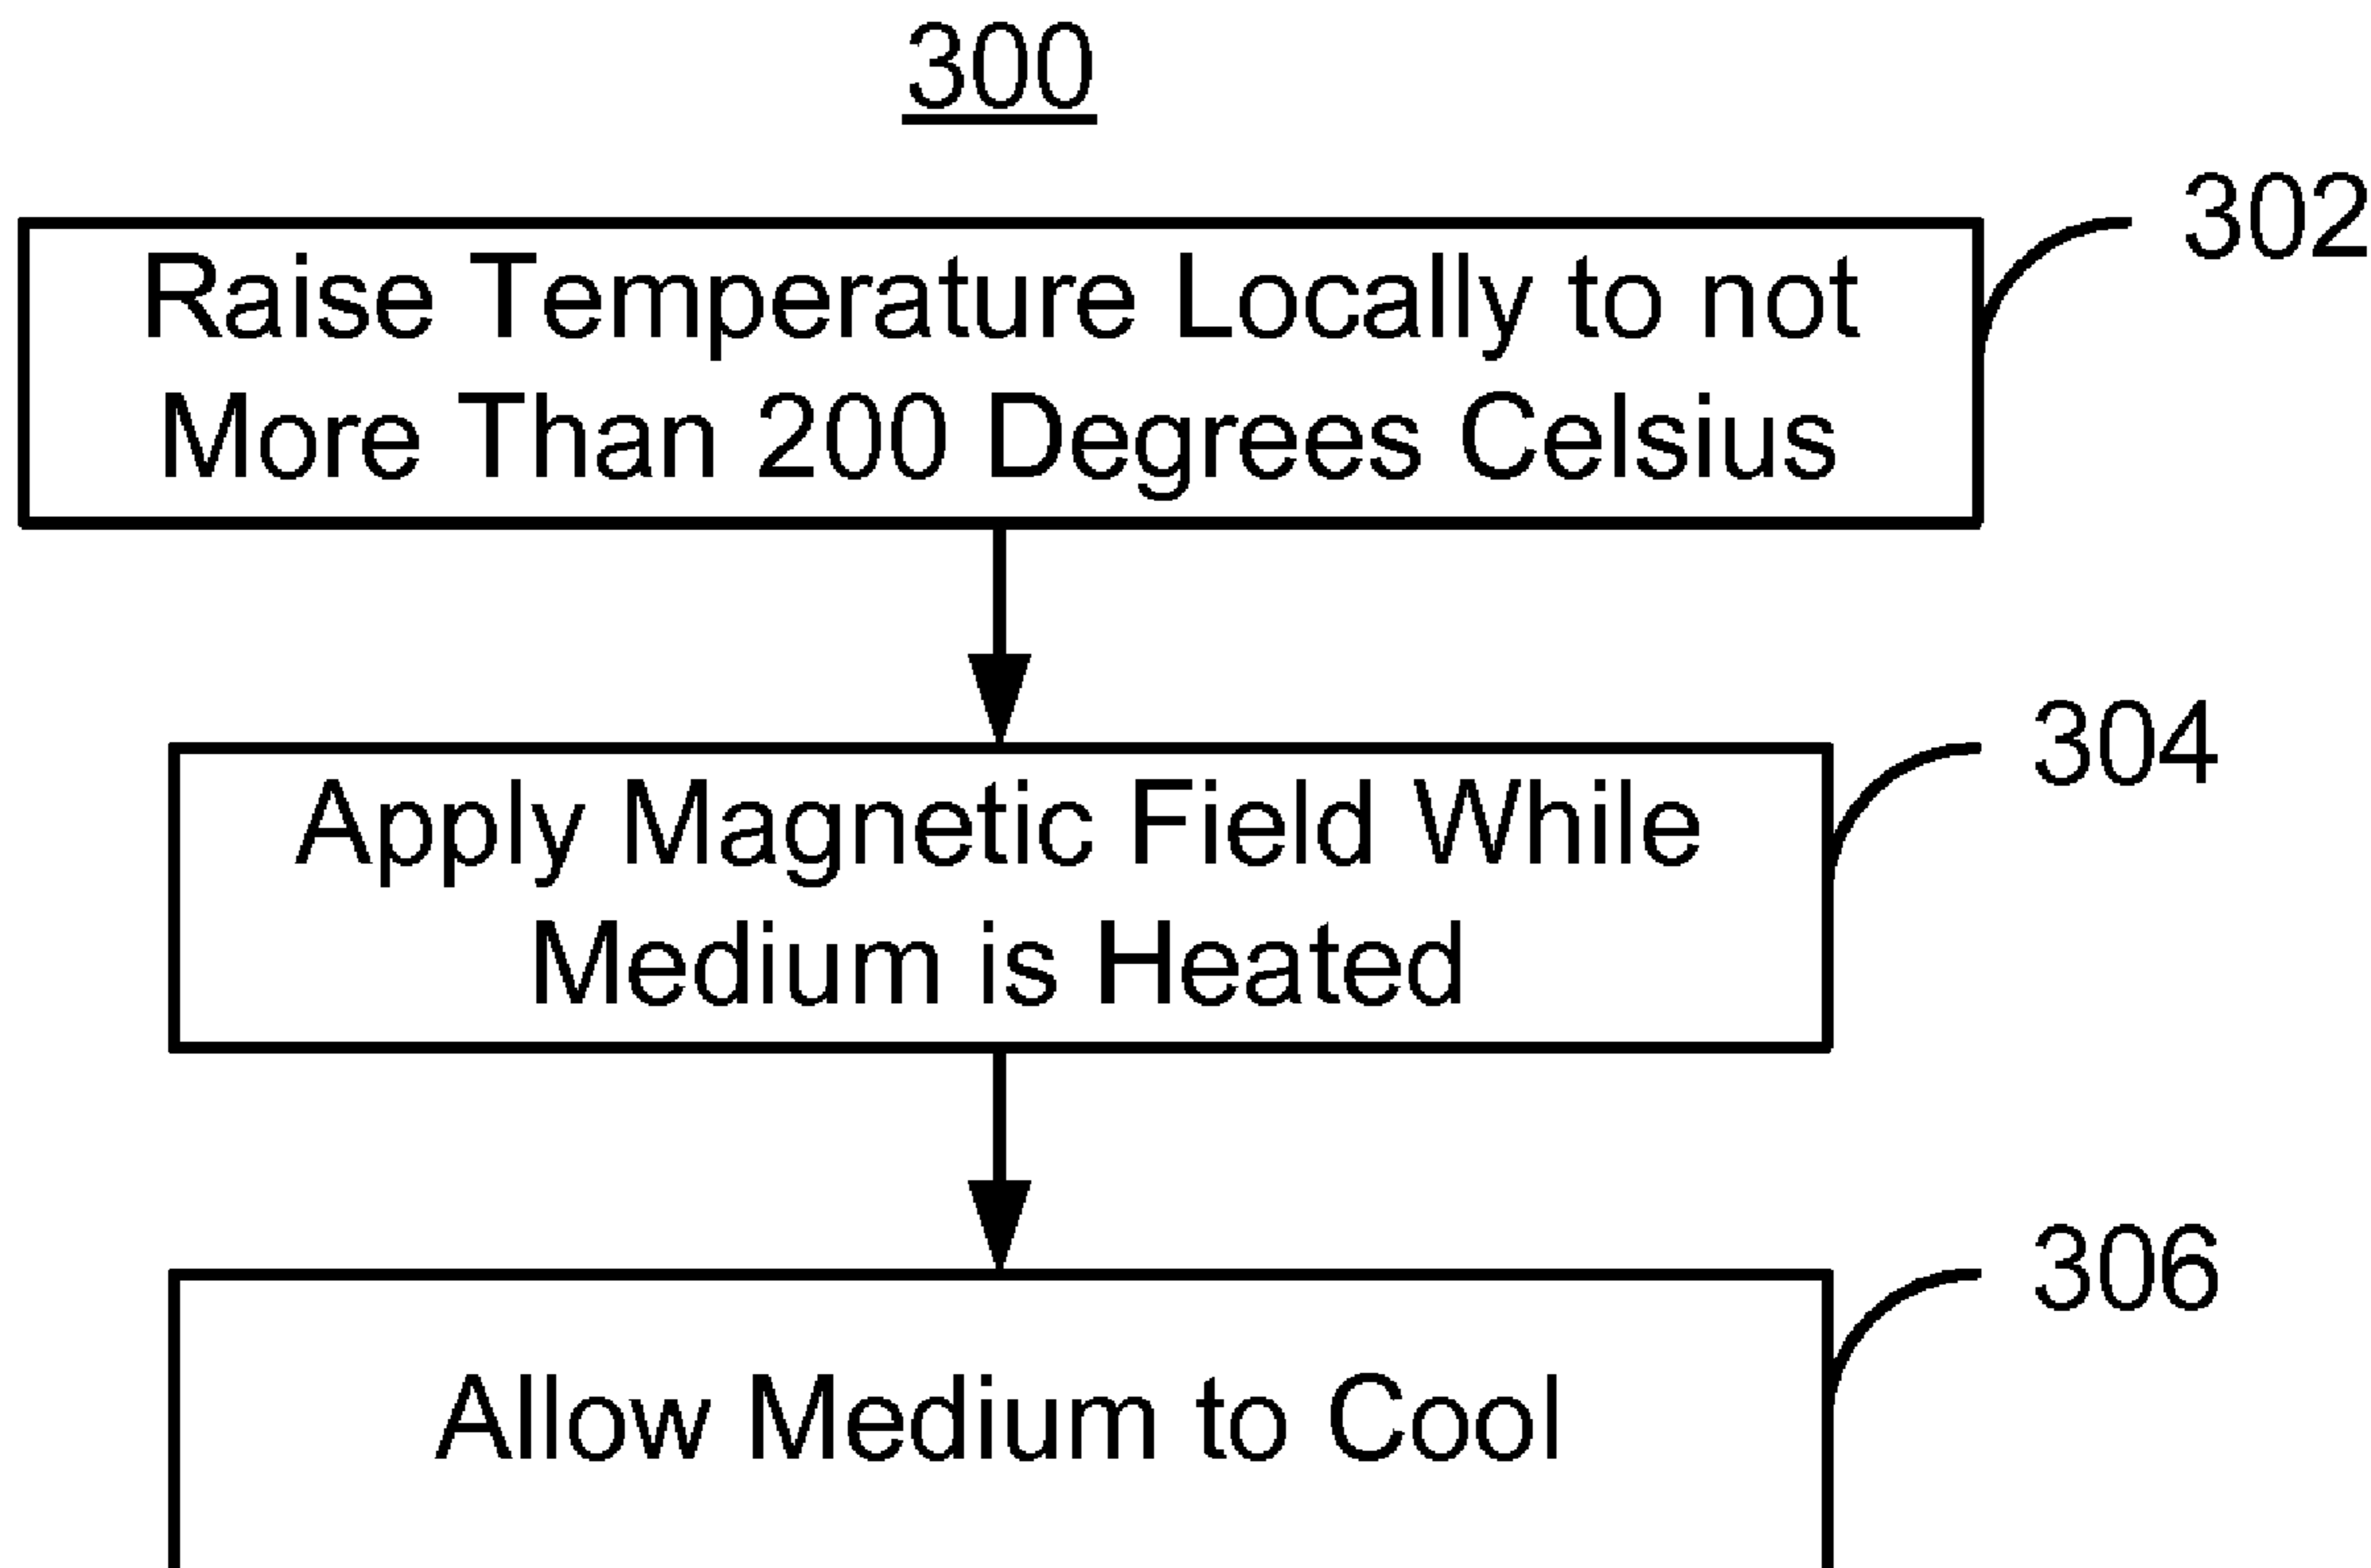 300
302
Raise Temperature Locally to not
More Than 200 Degrees Celsius
304
Apply Magnetic Field While
Medium is Heated
306
Allow Medium to Cool